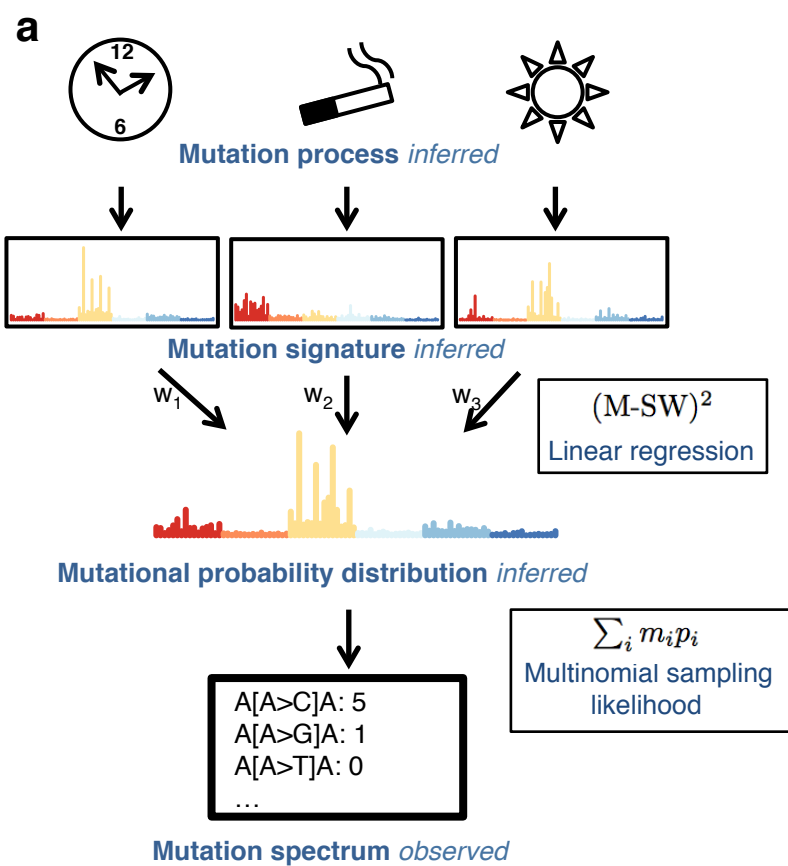 a
12
6
Mutation process inferred
Mutation signature inferred
w₁
w₂
w₃
(M-SW)²
Linear regression
Mutational probability distribution inferred
∑ᵢ mᵢpᵢ
Multinomial sampling
likelihood
A[A>C]A: 5
A[A>G]A: 1
A[A>T]A: 0
…
Mutation spectrum observed